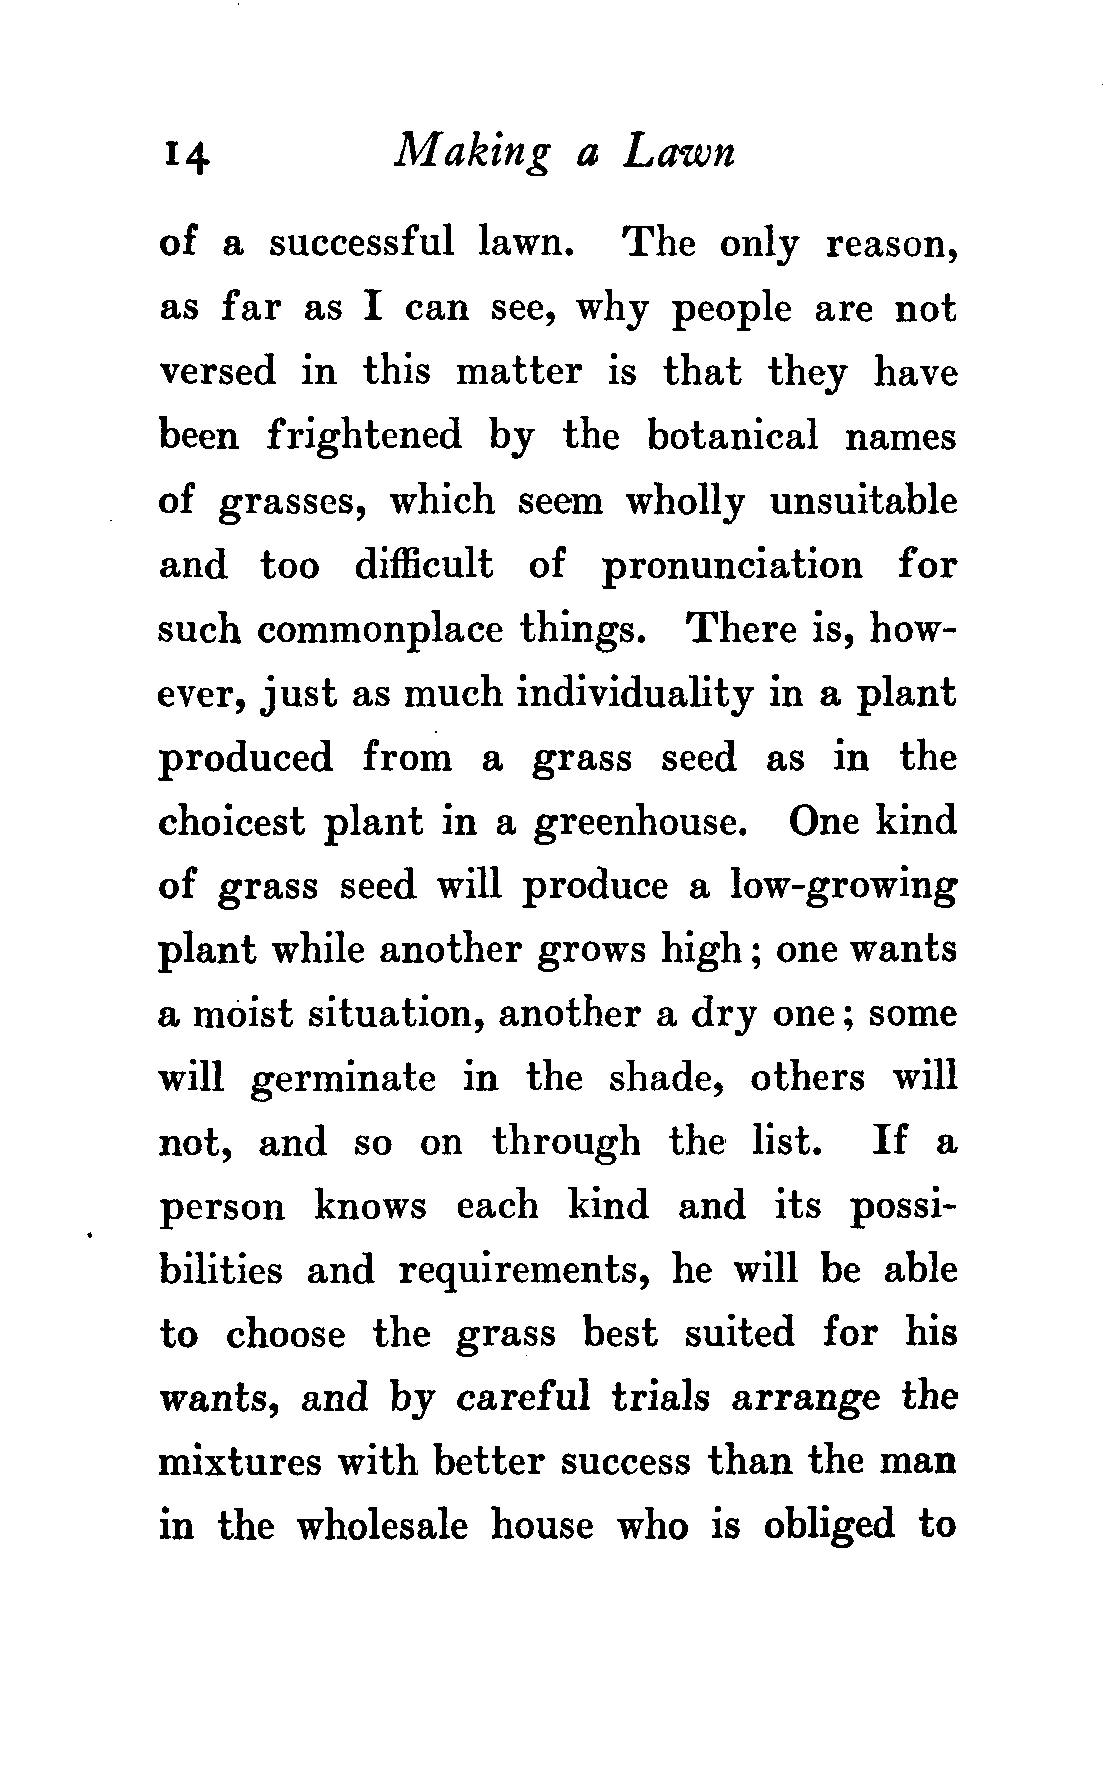 14 Making a Lawn
of a successful lawn. The only reason,
as far as I can see, why people are not
versed in this matter is that they have
been frightened by the botanical names
of grasses, which seem wholly unsuitable
and too difficult of pronunciation for
such commonplace things. There is, how-
ever, just as much individuality in a plant
produced from a grass seed as in the
choicest plant in a greenhouse. One kind
of grass seed will produce a low-growing
plant while another grows high; one wants
a moist situation, another a dry one; some
will germinate in the shade, others will
not, and so on through the list. If a
person knows each kind and its possi-
bilities and requirements, he will be able
to choose the grass best suited for his
wants, and by careful trials arrange the
mixtures with better success than the man
in the wholesale house who is obliged to